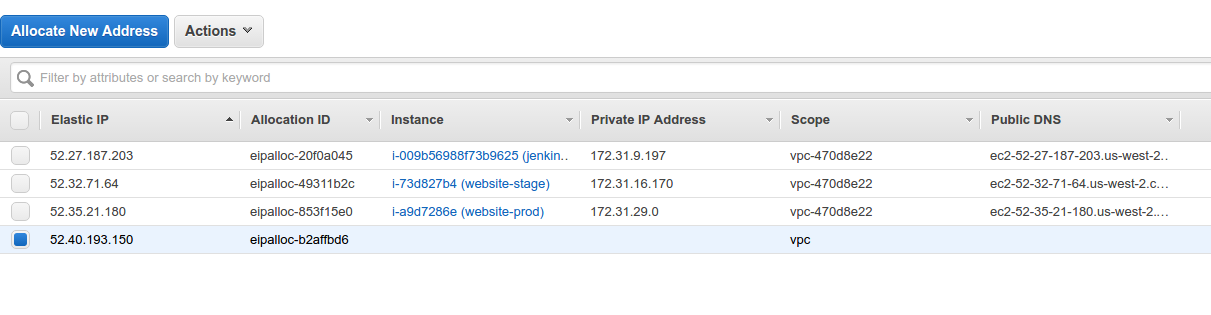 Allocate New Address Actions
Filter by attributes or search by keyword
Elastic IP Allocation ID Instance Private IP Address Scope Public DNS
52.27.187.203 eipalloc-20f0a045 i-009b56988f73b9625 (jenkin.. 172.31.9.197 vpc-470d8e22 ec2-52-27-187-203.us-west-2...
52.32.71.64 eipalloc-49311b2c i-73d827b4 (website-stage) 172.31.16.170 vpc-470d8e22 ec2-52-32-71-64.us-west-2.c...
52.35.21.180 eipalloc-853f15e0 i-a9d7286e (website-prod) 172.31.29.0 vpc-470d8e22 ec2-52-35-21-180.us-west-2....
52.40.193.150 eipalloc-b2affbd6 vpc